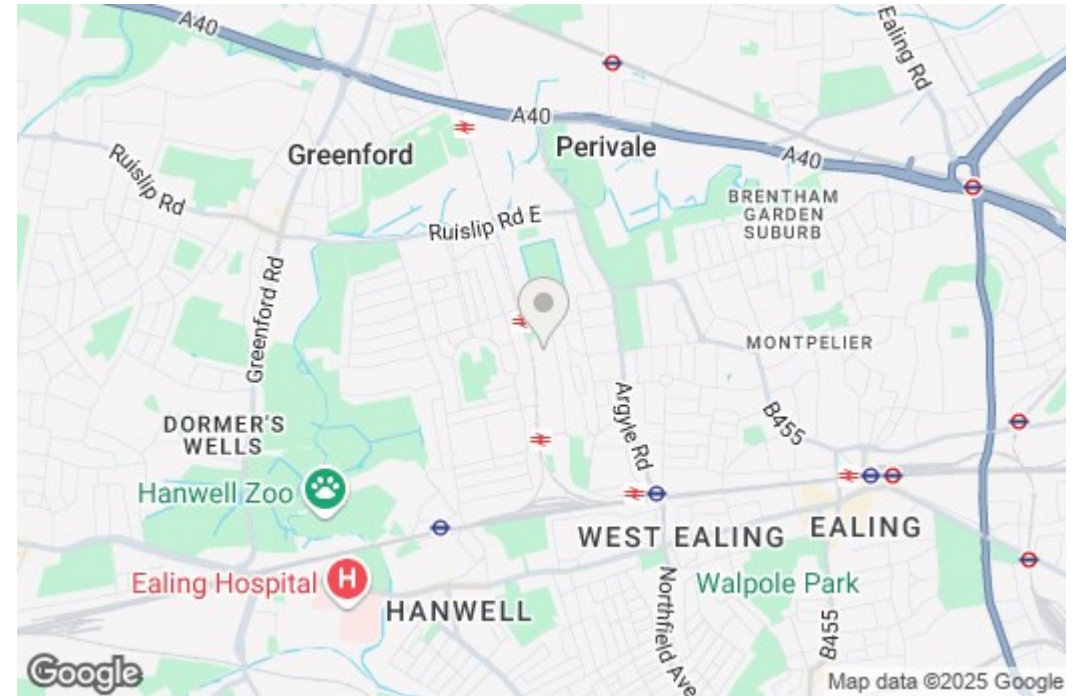 A40
Ealing Rd
A40
Perivale
Greenford
A40
Ruislip Rd
BRENTHAM
GARDEN
SUBURB
Ruislip Rd E
Greenford Rd
MONTPELIER
Argyle Rd
B455
DORMER'S
WELLS
Hanwell Zoo
WEST EALING
EALING
Ealing Hospital
H
Walpole Park
HANWELL
Northfield Ave
B455
Google
Map data ©2025 Google